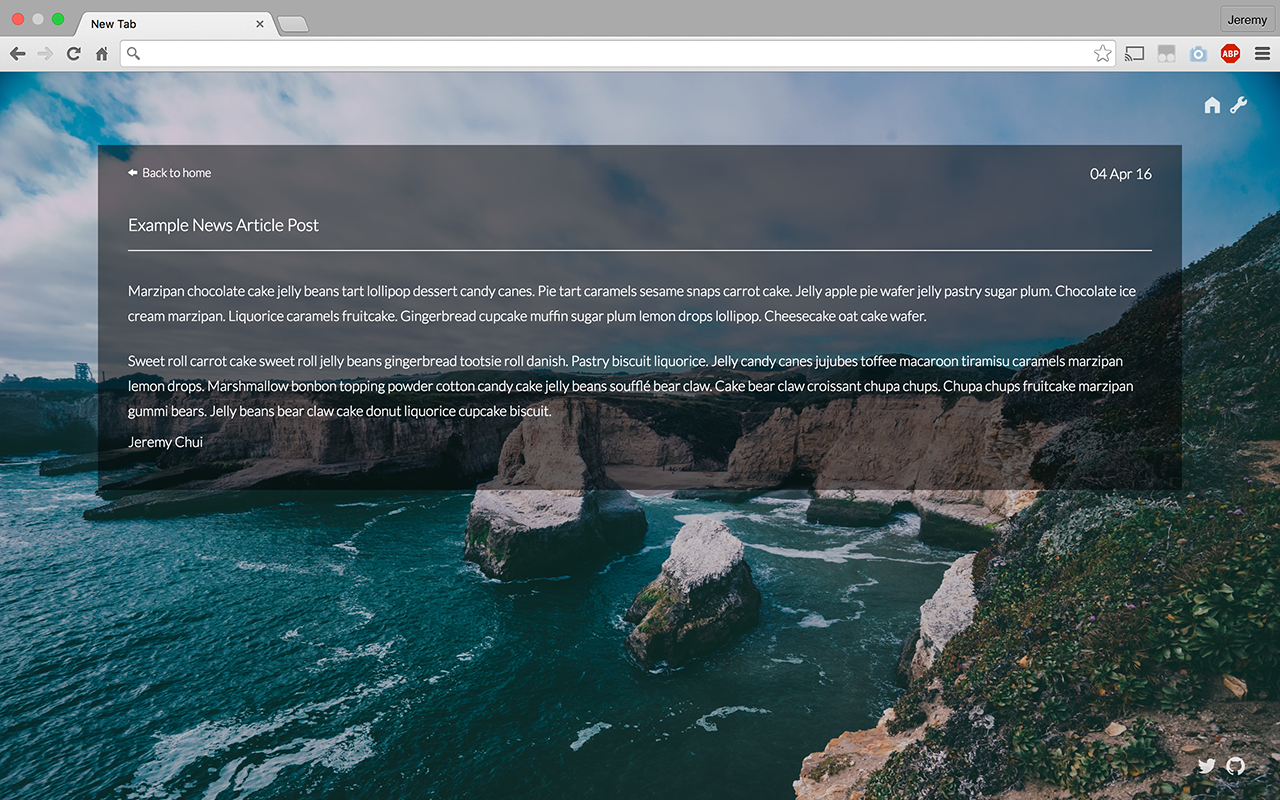 New Tab
Jeremy
ABP
Back to home
04 Apr 16
Example News Article Post
Marzipan chocolate cake jelly beans tart lollipop dessert candy canes. Pie tart caramels sesame snaps carrot cake. Jelly apple pie wafer jelly pastry sugar plum. Chocolate ice
cream marzipan. Liquorice caramels fruitcake. Gingerbread cupcake muffin sugar plum lemon drops lollipop. Cheesecake oat cake wafer.
Sweet roll carrot cake sweet roll jelly beans gingerbread tootsie roll danish. Pastry biscuit liquorice. Jelly candy canes jujubes toffee macaroon tiramisu caramels marzipan
lemon drops. Marshmallow bonbon topping powder cotton candy cake jelly beans soufflé bear claw. Cake bear claw croissant chupa chups. Chupa chups fruitcake marzipan
gummi bears. Jelly beans bear claw cake donut liquorice cupcake biscuit.
Jeremy Chui